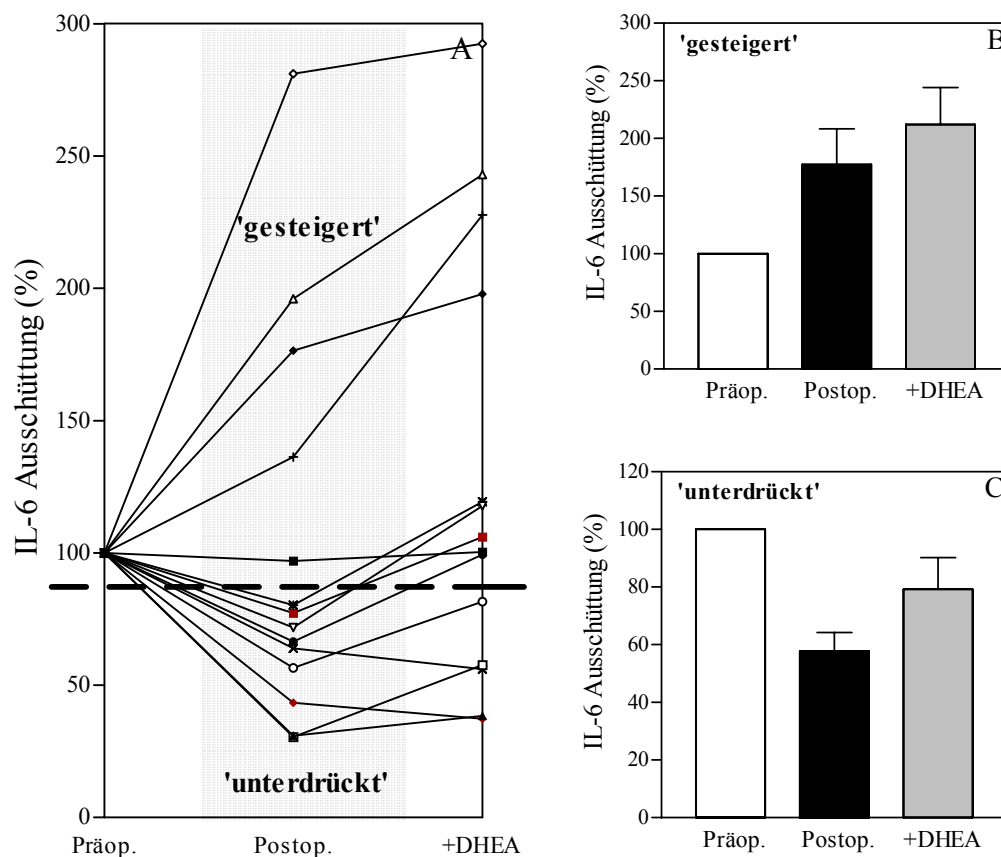 A
IL-6 Ausschüttung (%)
300
250
200
150
100
50
0
'gesteigert'
'unterdrückt'
Präop. Postop. +DHEA
B
'gesteigert'
IL-6 Ausschüttung (%)
300
250
200
150
100
50
0
Präop. Postop. +DHEA
C
'unterdrückt'
IL-6 Ausschüttung (%)
120
100
80
60
40
20
0
Präop. Postop. +DHEA